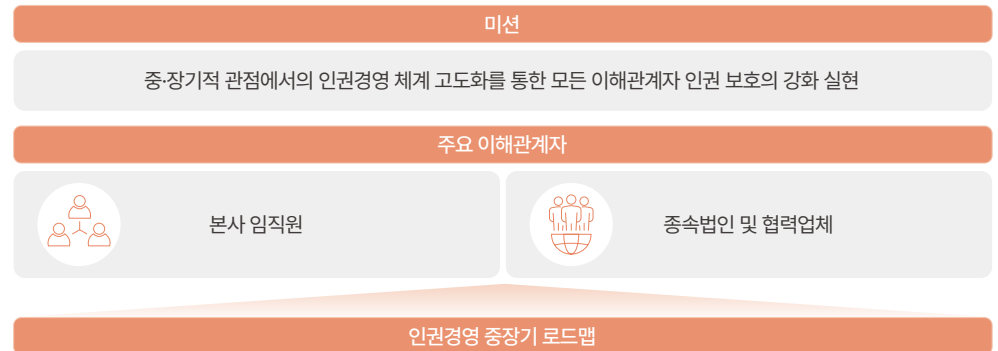 미션
중·장기적 관점에서의 인권경영 체계 고도화를 통한 모든 이해관계자 인권 보호의 강화 실현
주요 이해관계자
본사 임직원
종속법인 및 협력업체
인권경영 중장기 로드맵